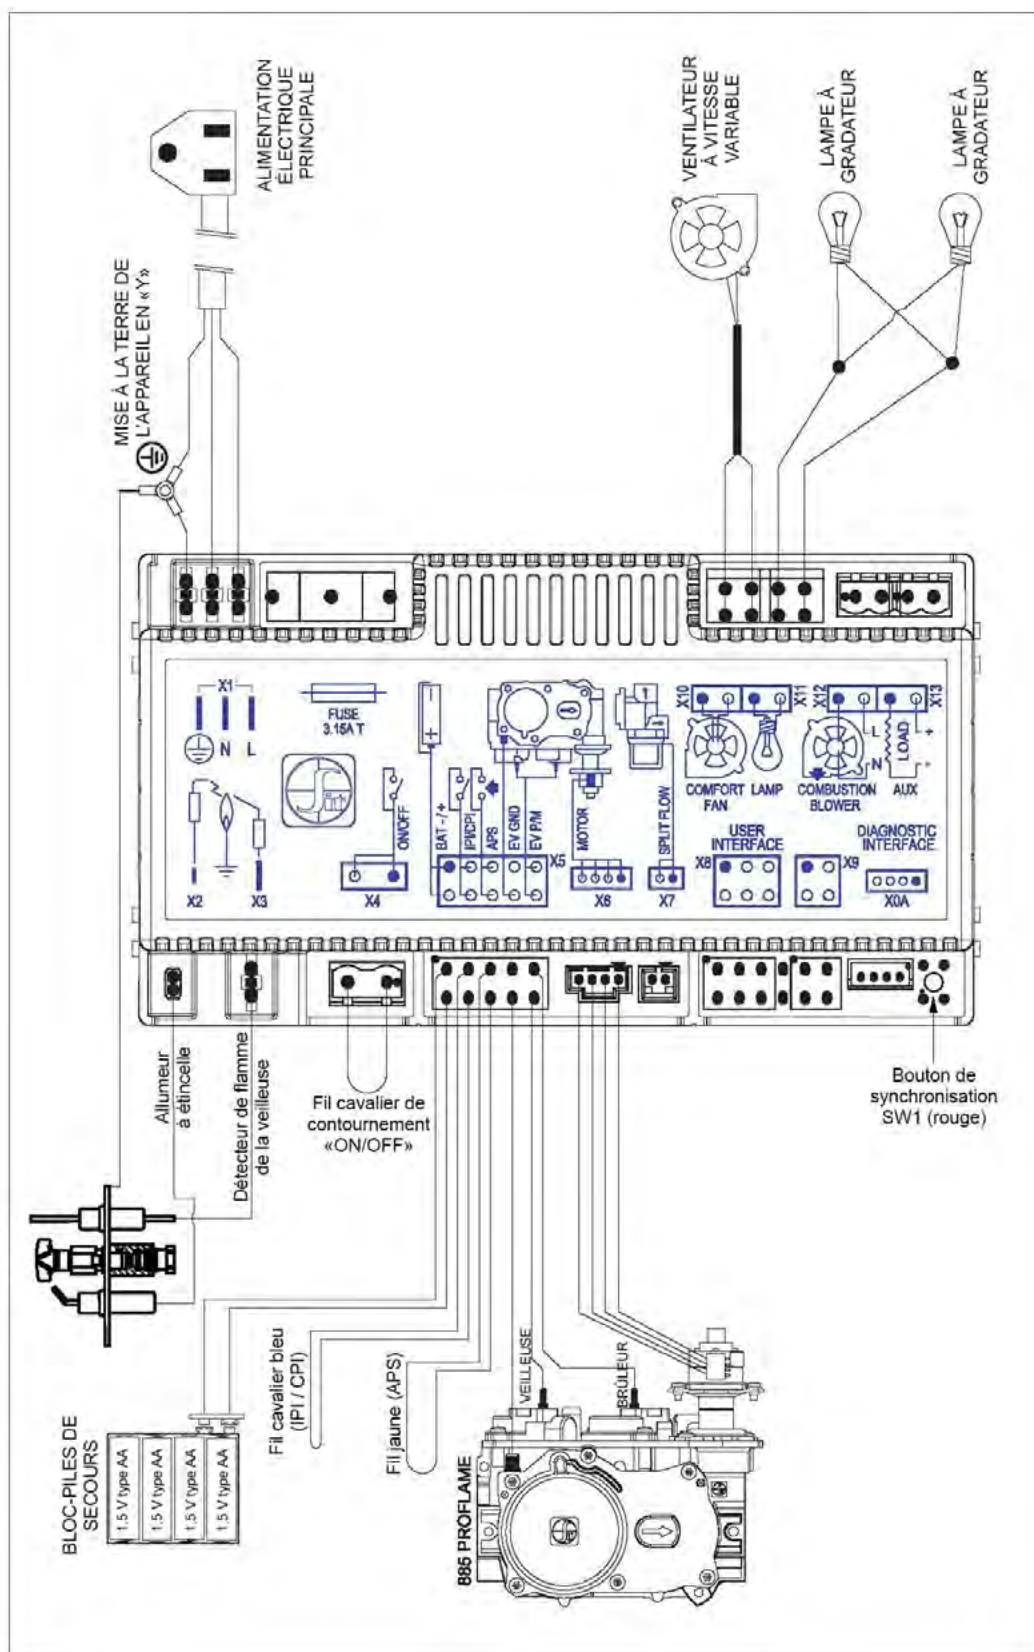 ALIMENTATION
ÉLECTRIQUE
PRINCIPALE
VENTILATEUR
À VITESSE
VARIABLE
LAMPE À
GRADATEUR
LAMPE À
GRADATEUR
MISE À LA TERRE DE
L'APPAREIL EN «Y»
X1
N
L
FUSE
3.15A T
X2
X3
ON/OFF
X4
BAT - / +
IPI/CPI
APS
EV GND
EV P/M
X5
MOTOR
X6
SPLIT FLOW
X7
X10
X11
X12
X13
L
N
LOAD
+
-
COMFORT
FAN
LAMP
COMBUSTION
BLOWER
AUX
USER
INTERFACE
X8
X9
DIAGNOSTIC
INTERFACE
X0A
Allumeur
à étincelle
Détecteur de flamme
de la veilleuse
Fil cavalier de
contournement
«ON/OFF»
Bouton de
synchronisation
SW1 (rouge)
BLOC-PILES DE
SECOURS
1.5 V type AA
1.5 V type AA
1.5 V type AA
1.5 V type AA
Fil cavalier bleu
(IPI / CPI)
Fil jaune (APS)
VEILLEUSE
BRÛLEUR
885 PROFLAME